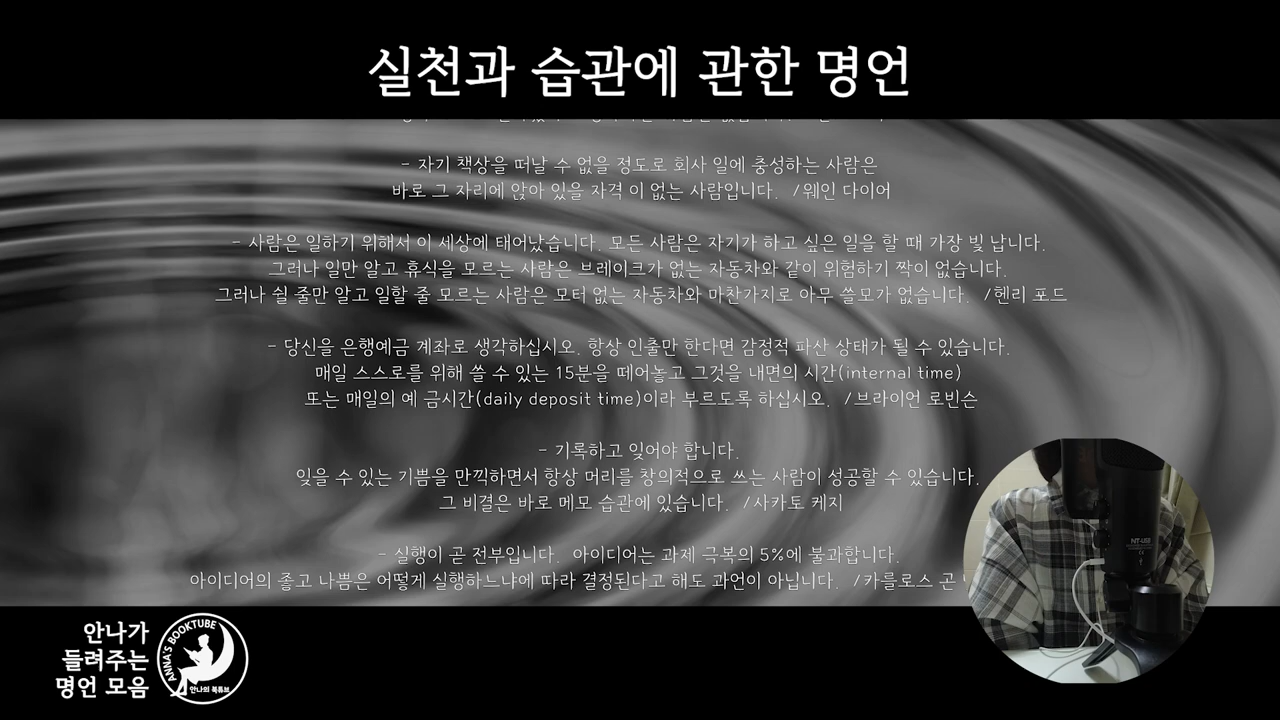 실천과 습관에 관한 명언
- 자기 책상을 떠날 수 없을 정도로 회사 일에 충성하는 사람은
바로 그 자리에 앉아 있을 자격 이 없는 사람입니다. /웨인 다이어
- 사람은 일하기 위해서 이 세상에 태어났습니다. 모든 사람은 자기가 하고 싶은 일을 할 때 가장 빛 납니다.
그러나 일만 알고 휴식을 모르는 사람은 브레이크가 없는 자동차와 같이 위험하기 짝이 없습니다.
그러나 쉴 줄만 알고 일할 줄 모르는 사람은 모터 없는 자동차와 마찬가지로 아무 쓸모가 없습니다. /헨리 포드
- 당신을 은행예금 계좌로 생각하십시오. 항상 인출만 한다면 감정적 파산 상태가 될 수 있습니다.
매일 스스로를 위해 쓸 수 있는 15분을 떼어놓고 그것을 내면의 시간(internal time)
또는 매일의 예 금시간(daily deposit time)이라 부르도록 하십시오. /브라이언 로빈슨
- 기록하고 잊어야 합니다.
잊을 수 있는 기쁨을 만끽하면서 항상 머리를 창의적으로 쓰는 사람이 성공할 수 있습니다.
그 비결은 바로 메모 습관에 있습니다. /사카토 케지
- 실행이 곧 전부입니다. 아이디어는 과제 극복의 5%에 불과합니다.
아이디어의 좋고 나쁨은 어떻게 실행하느냐에 따라 결정된다고 해도 과언이 아닙니다. /카를로스 곤
NT-USB
안나가
들려주는
명언 모음
ANNA'S BOOKTUBE
안나의 북튜브